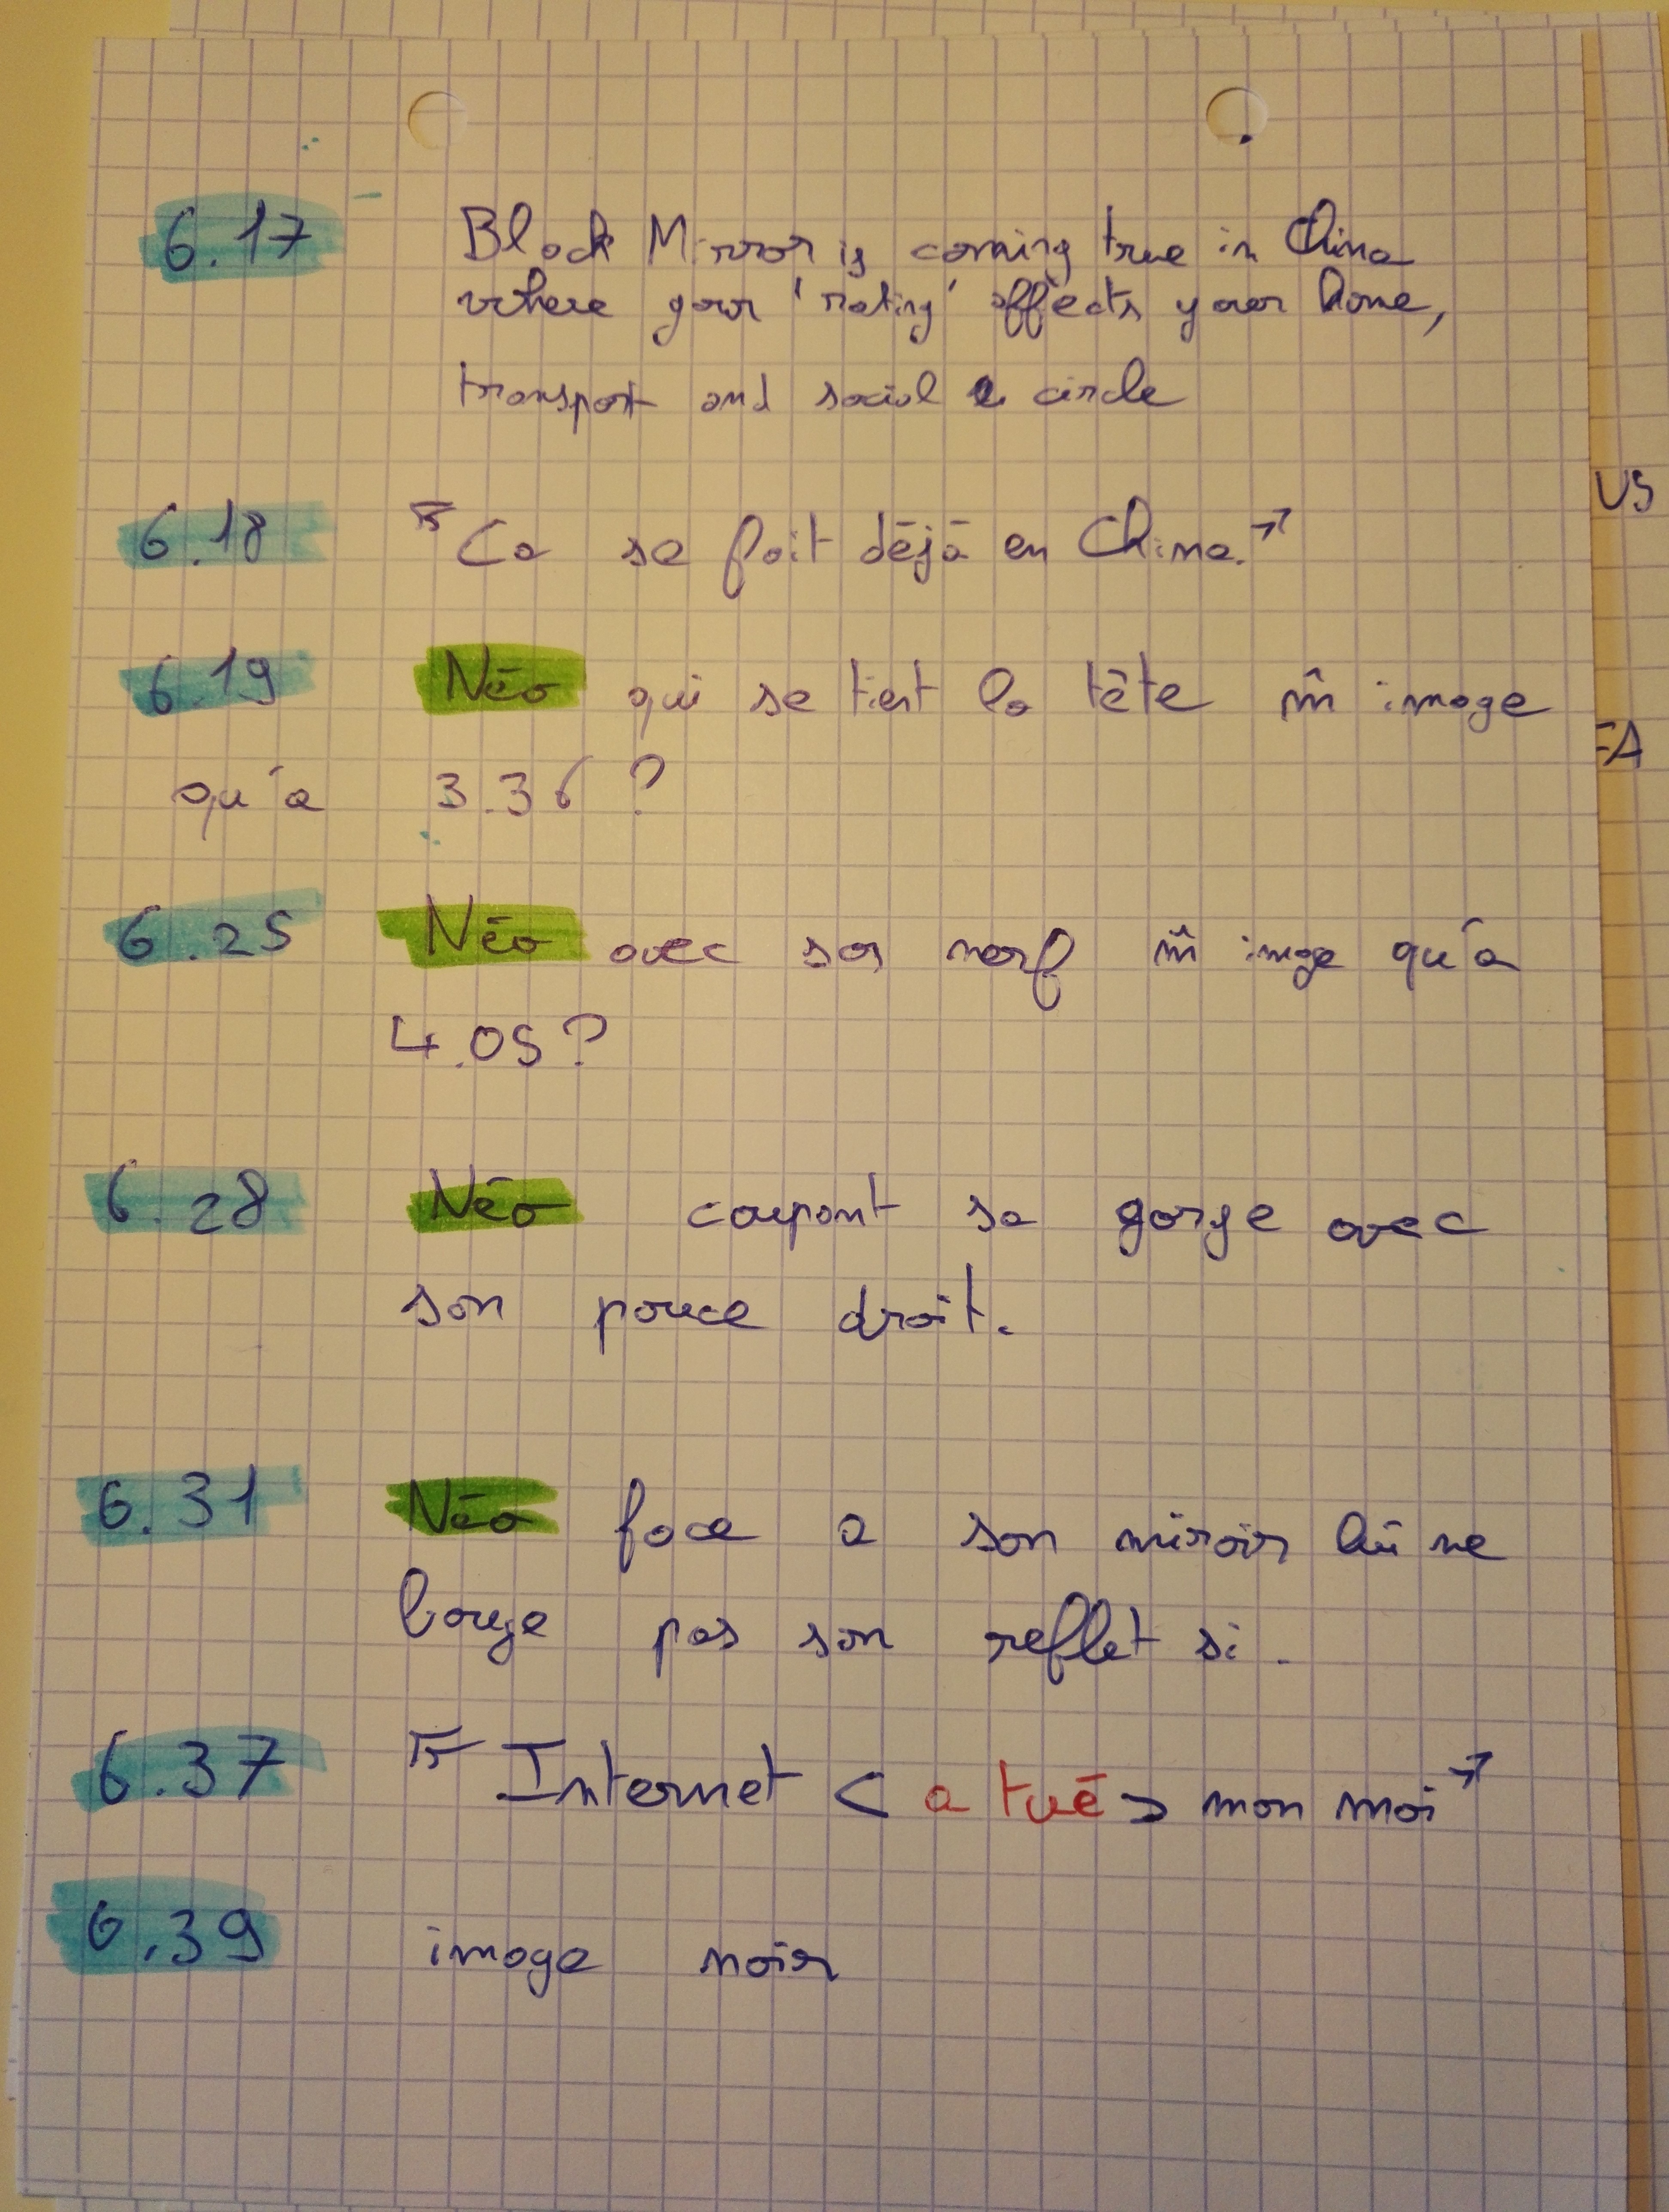 6.17 Black Mirror is coming true in China
where your 'rating' affects your home,
transport and social circle
US
6.18 Ca se fait déjà en Chine.
6.19 Néo qui se tient la tête m̂ image
FA
qu'a 3.36 ?
6.25 Néo avec son nerf m̂ image qu'a
4.05 ?
6.28 Néo coupant sa gorge avec
son pouce droit.
6.31 Néo face a son miroir lui ne
bouge pas son reflet si.
6.37 Internet < a tué > mon moi
6.39 image noir